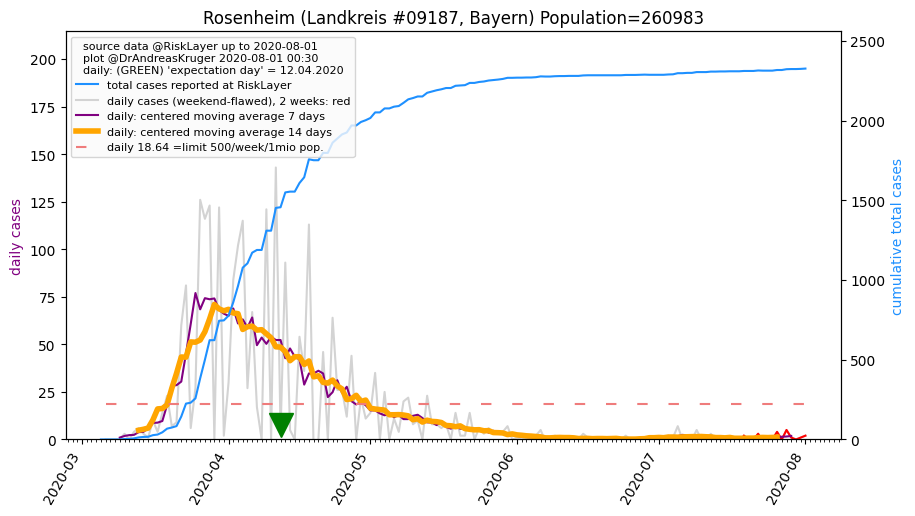 Rosenheim (Landkreis #09187, Bayern) Population=260983
source data @RiskLayer up to 2020-08-01
plot @DrAndreasKruger 2020-08-01 00:30
daily: (GREEN) 'expectation day' = 12.04.2020
total cases reported at RiskLayer
daily cases (weekend-flawed), 2 weeks: red
daily: centered moving average 7 days
daily: centered moving average 14 days
daily 18.64 =limit 500/week/1mio pop.
daily cases
200
175
150
125
100
75
50
25
0
2500
2000
1500
1000
500
0
cumulative total cases
2020-03
2020-04
2020-05
2020-06
2020-07
2020-08